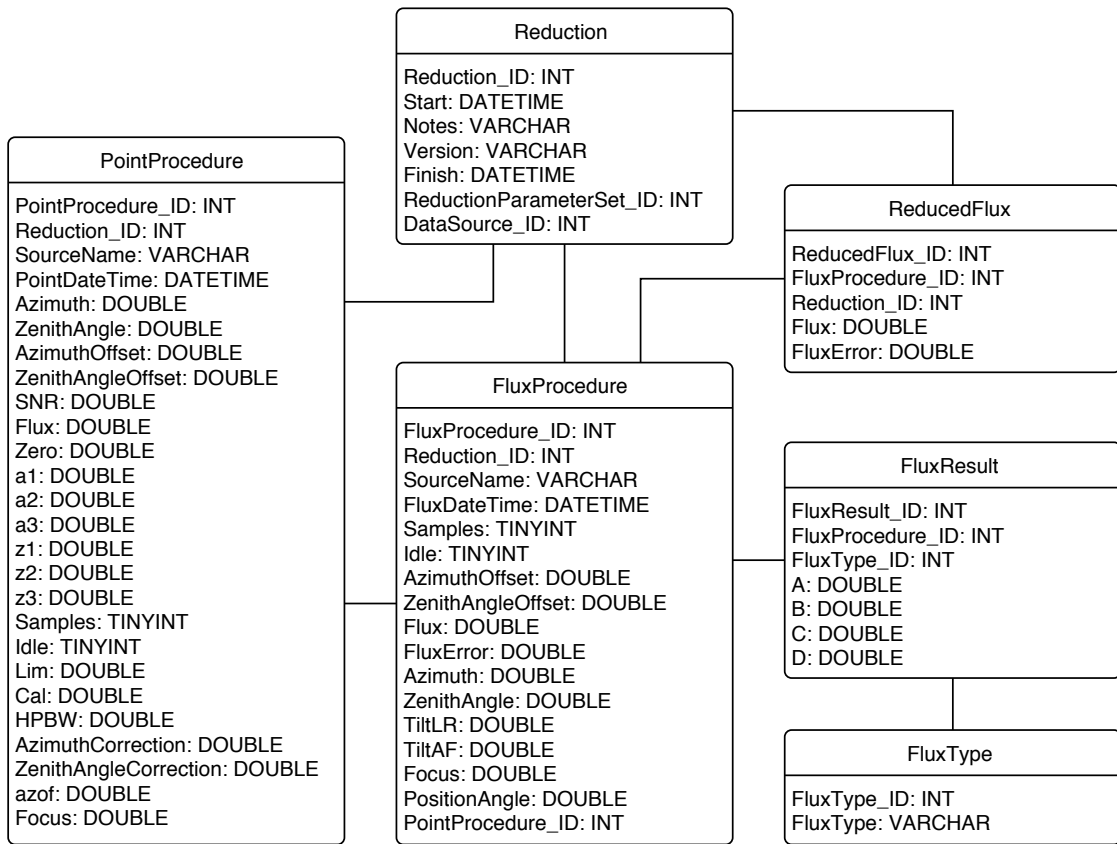 Reduction
Reduction_ID: INT
Start: DATETIME
Notes: VARCHAR
Version: VARCHAR
Finish: DATETIME
ReductionParameterSet_ID: INT
DataSource_ID: INT
PointProcedure
PointProcedure_ID: INT
Reduction_ID: INT
SourceName: VARCHAR
PointDateTime: DATETIME
Azimuth: DOUBLE
ZenithAngle: DOUBLE
AzimuthOffset: DOUBLE
ZenithAngleOffset: DOUBLE
SNR: DOUBLE
Flux: DOUBLE
Zero: DOUBLE
a1: DOUBLE
a2: DOUBLE
a3: DOUBLE
z1: DOUBLE
z2: DOUBLE
z3: DOUBLE
Samples: TINYINT
Idle: TINYINT
Lim: DOUBLE
Cal: DOUBLE
HPBW: DOUBLE
AzimuthCorrection: DOUBLE
ZenithAngleCorrection: DOUBLE
azof: DOUBLE
Focus: DOUBLE
FluxProcedure
FluxProcedure_ID: INT
Reduction_ID: INT
SourceName: VARCHAR
FluxDateTime: DATETIME
Samples: TINYINT
Idle: TINYINT
AzimuthOffset: DOUBLE
ZenithAngleOffset: DOUBLE
Flux: DOUBLE
FluxError: DOUBLE
Azimuth: DOUBLE
ZenithAngle: DOUBLE
TiltLR: DOUBLE
TiltAF: DOUBLE
Focus: DOUBLE
PositionAngle: DOUBLE
PointProcedure_ID: INT
ReducedFlux
ReducedFlux_ID: INT
FluxProcedure_ID: INT
Reduction_ID: INT
Flux: DOUBLE
FluxError: DOUBLE
FluxResult
FluxResult_ID: INT
FluxProcedure_ID: INT
FluxType_ID: INT
A: DOUBLE
B: DOUBLE
C: DOUBLE
D: DOUBLE
FluxType
FluxType_ID: INT
FluxType: VARCHAR